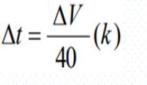 Δt = ΔV/40 (k)